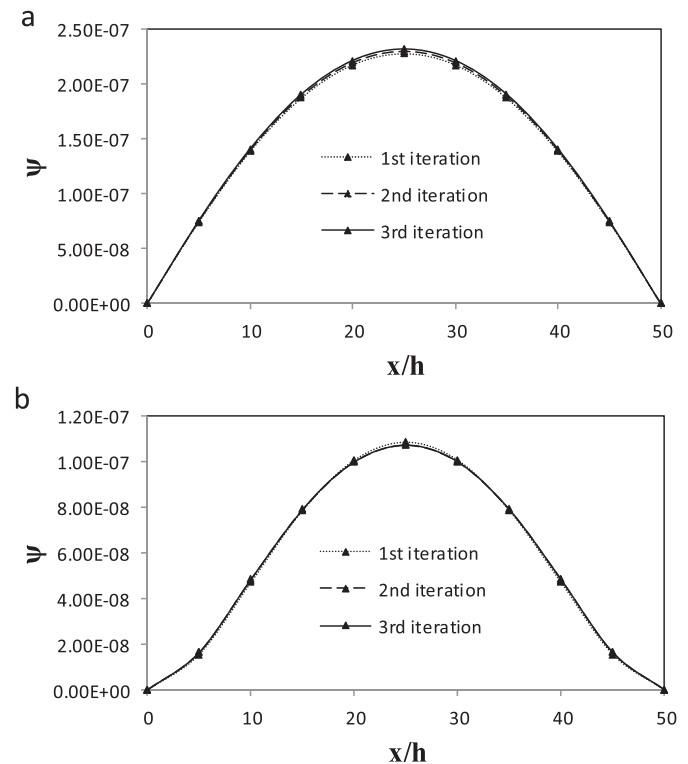 a
2.50E-07
2.00E-07
1.50E-07
1.00E-07
5.00E-08
0.00E+00
ψ
1st iteration
2nd iteration
3rd iteration
0 10 20 30 40 50
x/h
b
1.20E-07
1.00E-07
8.00E-08
6.00E-08
4.00E-08
2.00E-08
0.00E+00
ψ
1st iteration
2nd iteration
3rd iteration
0 10 20 30 40 50
x/h